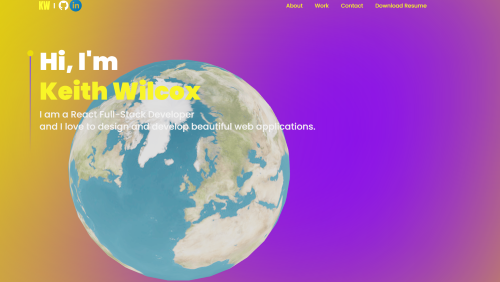 KW in About Work Contact Download Resume
Hi, I'm
Keith Wilcox
I am a React Full-Stack Developer
and I love to design and develop beautiful web applications.